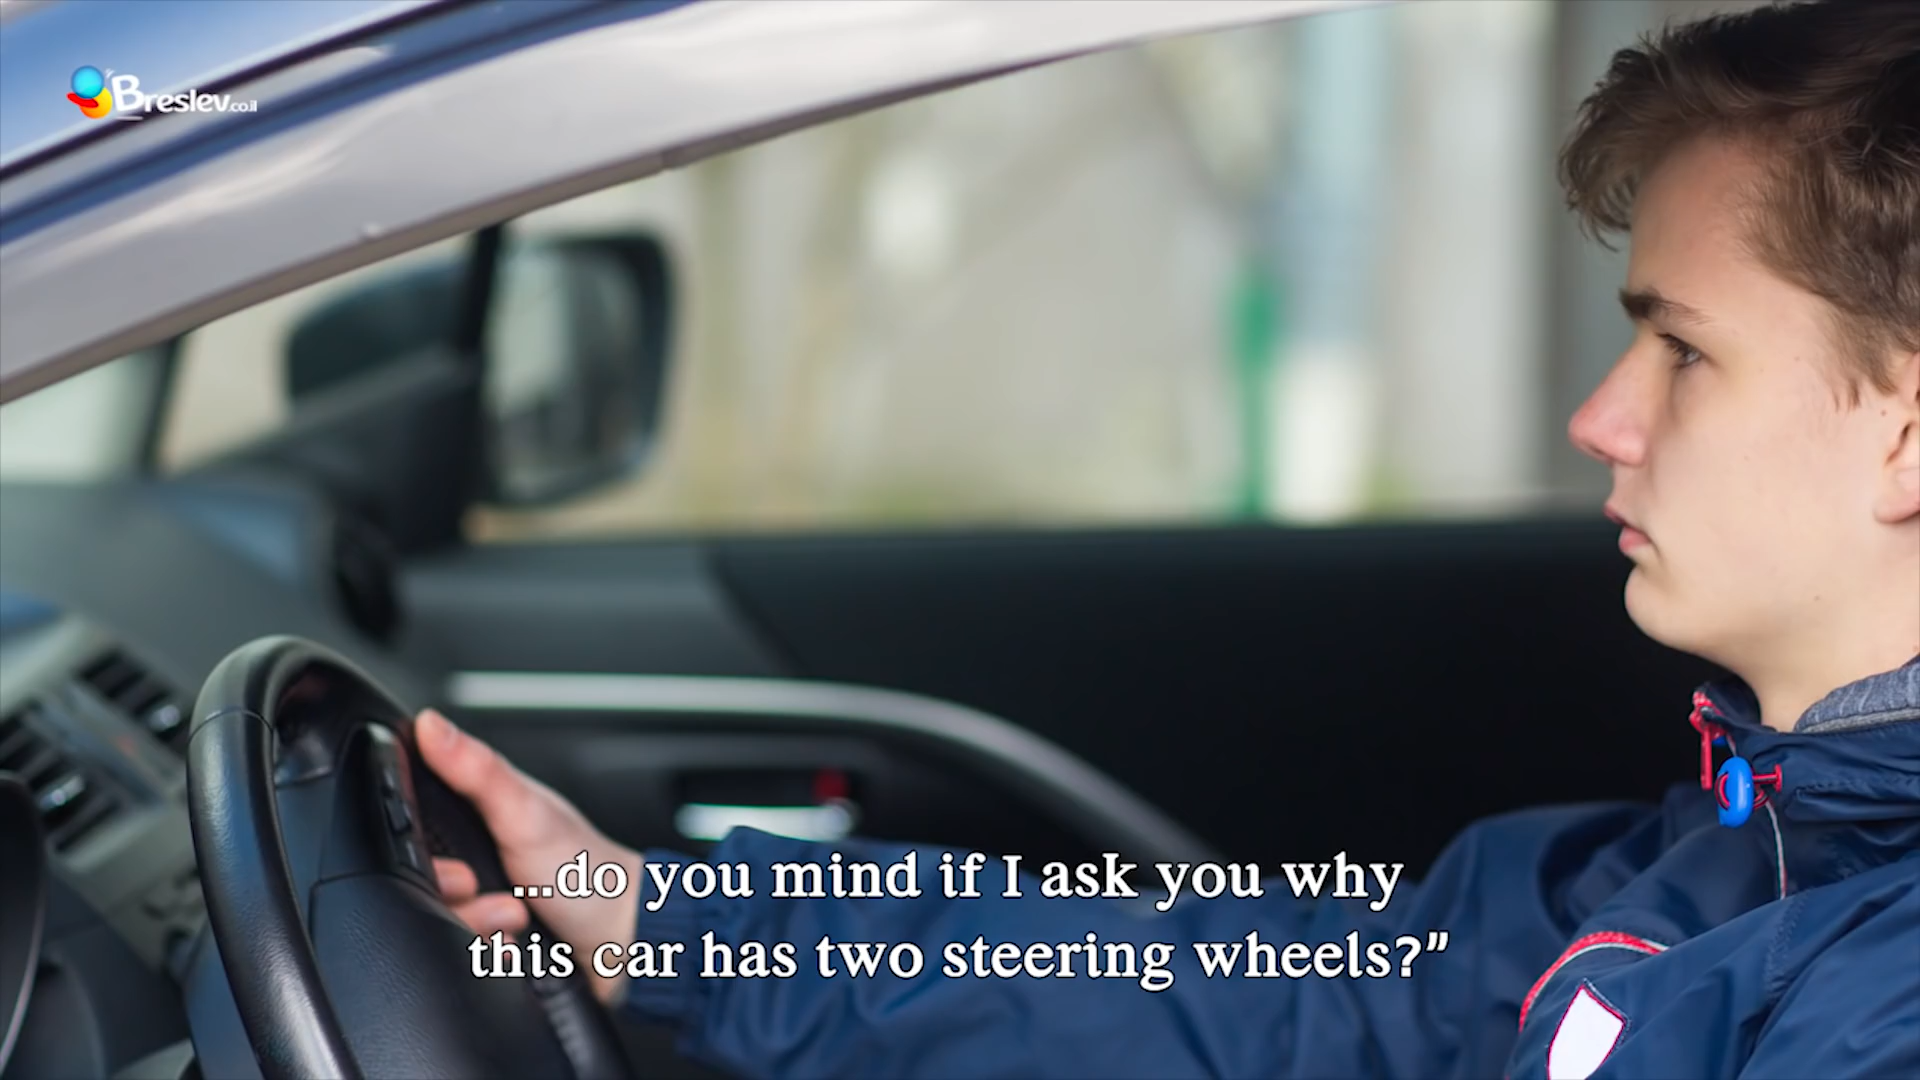 Breslev.co.il
...do you mind if I ask you why
this car has two steering wheels?”